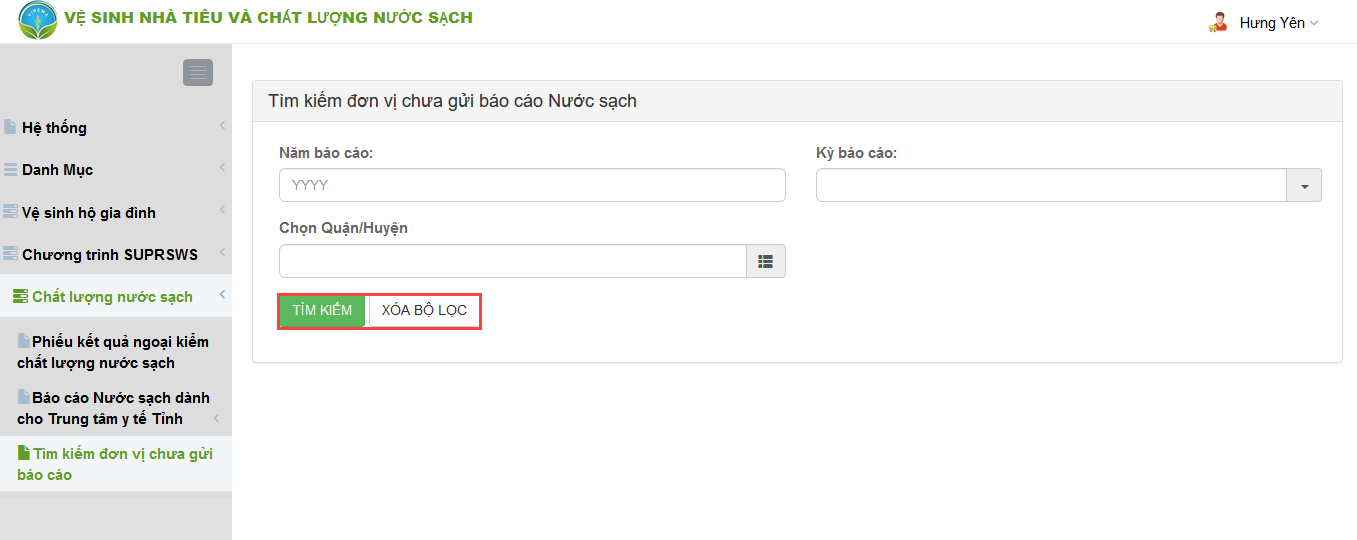 VỆ SINH NHÀ TIÊU VÀ CHẤT LƯỢNG NƯỚC SẠCH
Hưng Yên
Hệ thống
Danh Mục
Vệ sinh hộ gia đình
Chương trình SUPRSWS
Chất lượng nước sạch
Phiếu kết quả ngoại kiểm
chất lượng nước sạch
Báo cáo Nước sạch dành
cho Trung tâm y tế Tỉnh
Tìm kiếm đơn vị chưa gửi
báo cáo
Tìm kiếm đơn vị chưa gửi báo cáo Nước sạch
Năm báo cáo:
Kỳ báo cáo:
YYYY
Chọn Quận/Huyện
TÌM KIẾM
XÓA BỘ LỌC